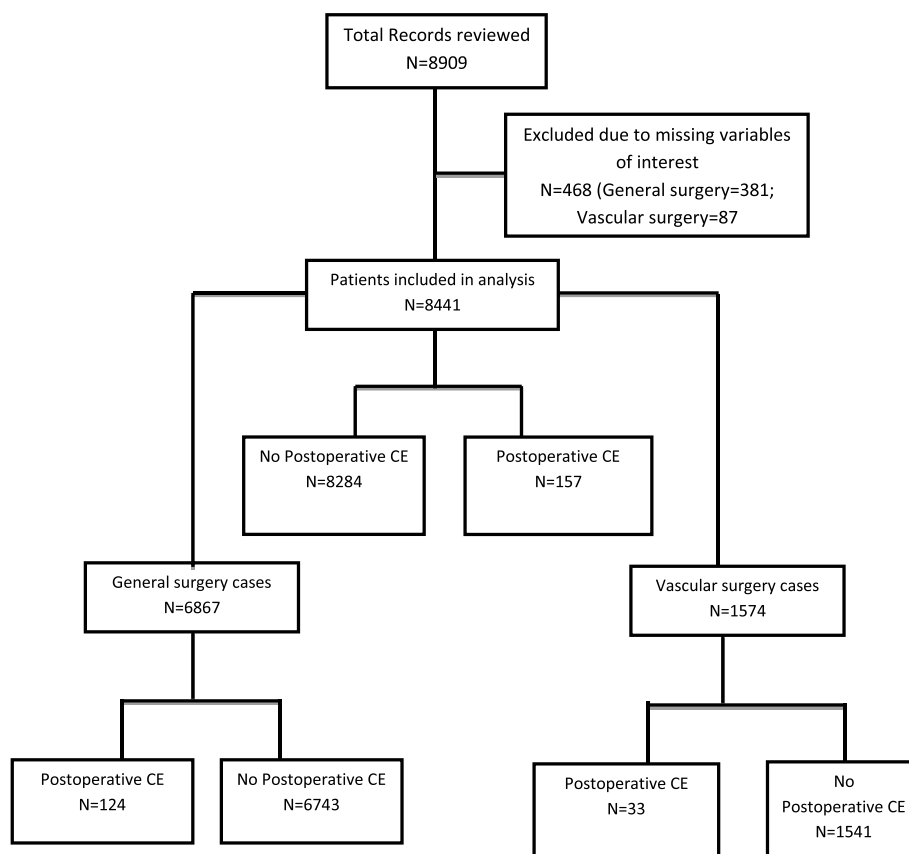 Total Records reviewed
N=8909
Excluded due to missing variables
of interest
N=468 (General surgery=381;
Vascular surgery=87
Patients included in analysis
N=8441
No Postoperative CE
N=8284
Postoperative CE
N=157
General surgery cases
N=6867
Vascular surgery cases
N=1574
Postoperative CE
N=124
No Postoperative CE
N=6743
Postoperative CE
N=33
No
Postoperative CE
N=1541